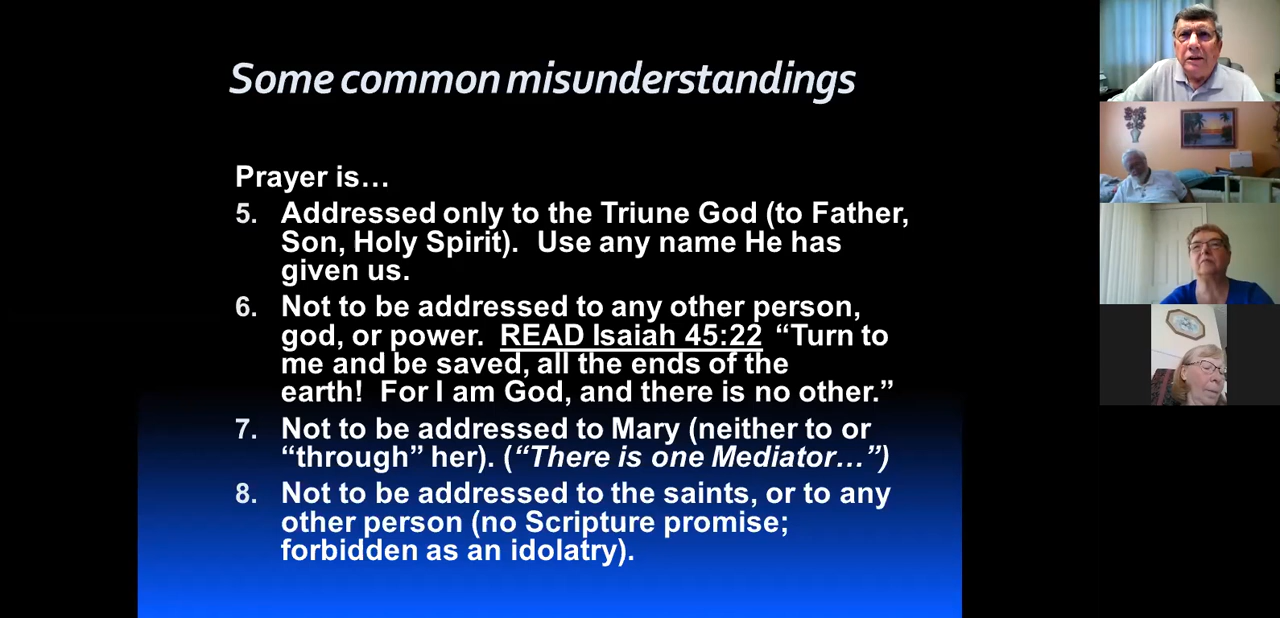 Some common misunderstandings
Prayer is…
5. Addressed only to the Triune God (to Father,
Son, Holy Spirit).  Use any name He has
given us.
6. Not to be addressed to any other person,
god, or power.  READ Isaiah 45:22  “Turn to
me and be saved, all the ends of the
earth!  For I am God, and there is no other.”
7. Not to be addressed to Mary (neither to or
“through” her). (“There is one Mediator…”)
8. Not to be addressed to the saints, or to any
other person (no Scripture promise;
forbidden as an idolatry).